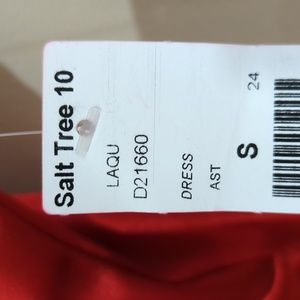 Salt Tree 10
LAQU
D21660
DRESS
AST
S
24